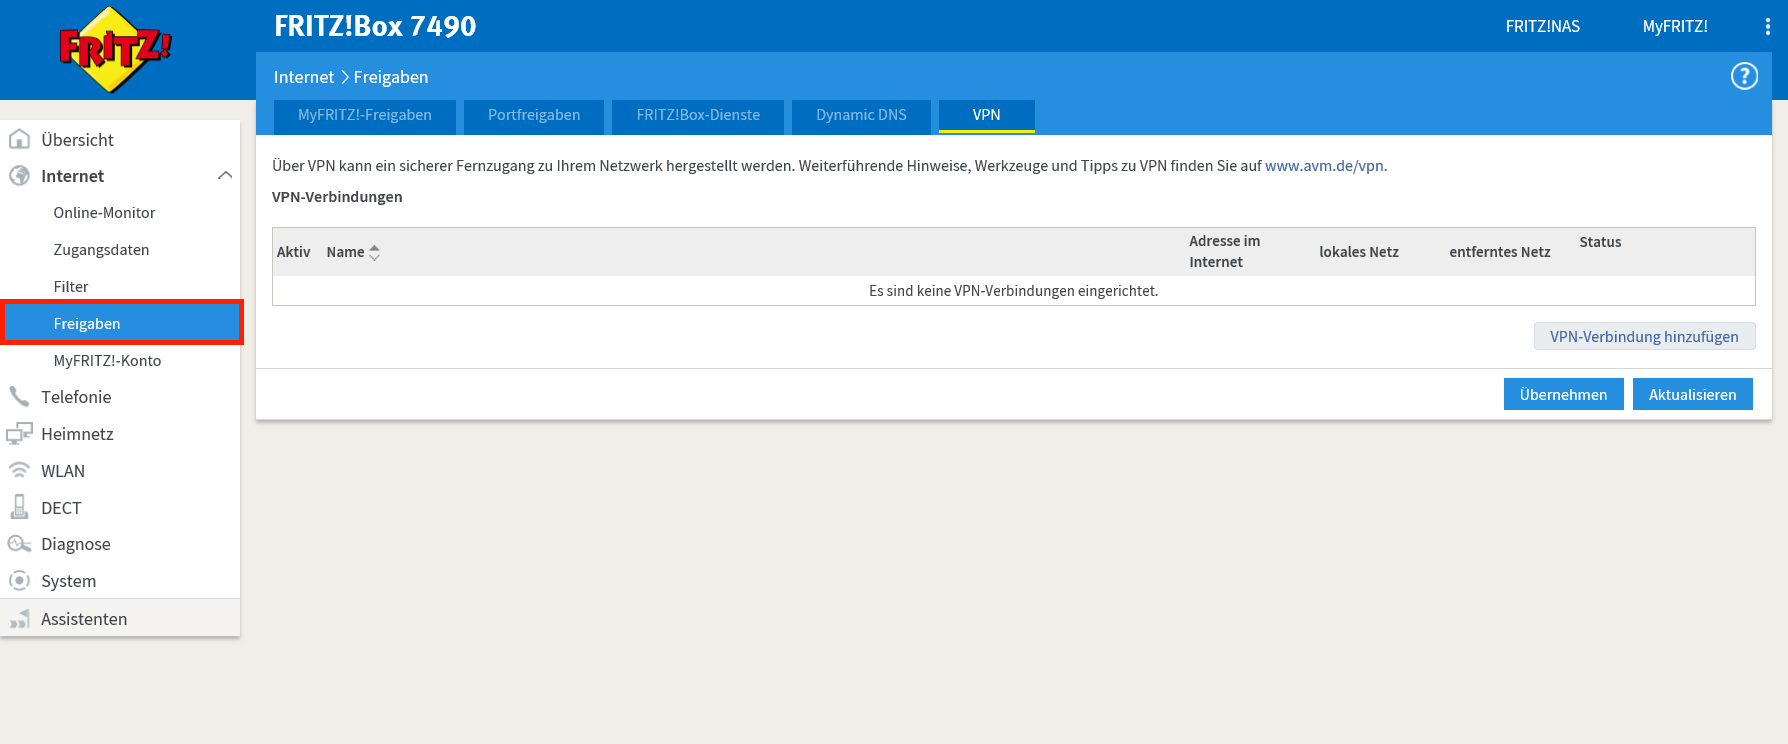 FRITZ!
FRITZ!Box 7490
FRITZ!NAS
MyFRITZ!
Internet > Freigaben
?
MyFRITZ!-Freigaben
Portfreigaben
FRITZ!Box-Dienste
Dynamic DNS
VPN
Übersicht
Internet
Online-Monitor
Zugangsdaten
Filter
Freigaben
MyFRITZ!-Konto
Telefonie
Heimnetz
WLAN
DECT
Diagnose
System
Assistenten
Über VPN kann ein sicherer Fernzugang zu Ihrem Netzwerk hergestellt werden. Weiterführende Hinweise, Werkzeuge und Tipps zu VPN finden Sie auf www.avm.de/vpn.
VPN-Verbindungen
Aktiv
Name
Adresse im
Internet
lokales Netz
entferntes Netz
Status
Es sind keine VPN-Verbindungen eingerichtet.
VPN-Verbindung hinzufügen
Übernehmen
Aktualisieren